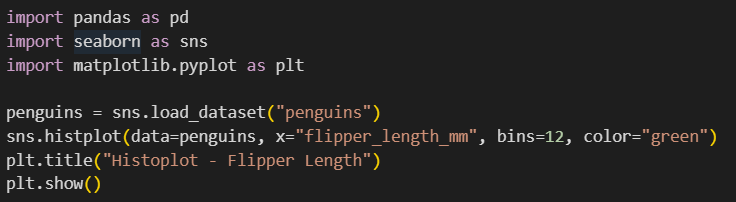 import pandas as pd
import seaborn as sns
import matplotlib.pyplot as plt

penguins = sns.load_dataset("penguins")
sns.histplot(data=penguins, x="flipper_length_mm", bins=12, color="green")
plt.title("Histoplot - Flipper Length")
plt.show()